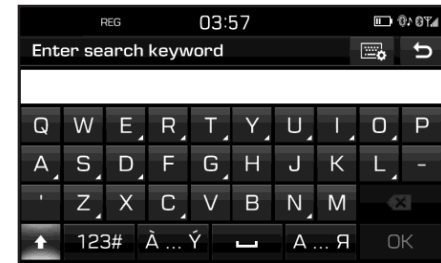 REG 03:57
Enter search keyword
Q W E R T Y U I O P
A S D F G H J K L -
' Z X C V B N M
123# À ... Ý А ... Я OK